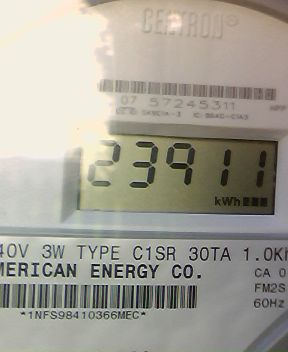 CENTRON®
07 57245311
23911
kWh
40V 3W TYPE C1SR 30TA 1.0Kh
MERICAN ENERGY CO.
CA 0
FM2S
60Hz
*1NFS98410366MEC*